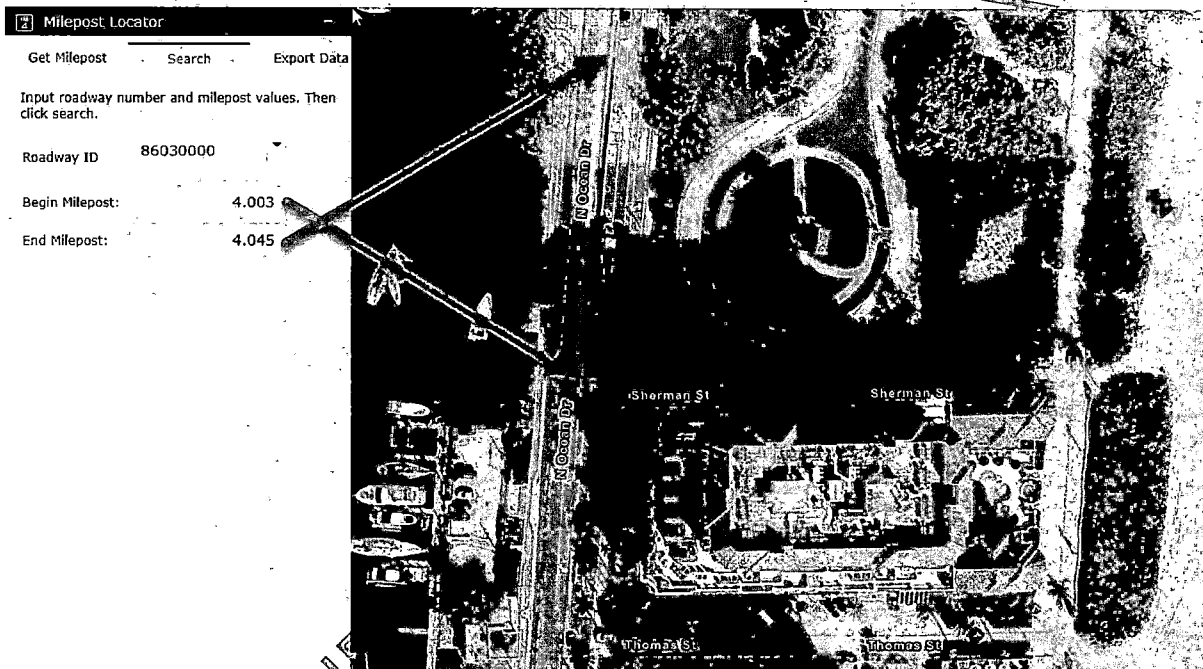 Milepost Locator
Get Milepost Search Export Data
Input roadway number and milepost values. Then
click search.
Roadway ID 86030000
Begin Milepost: 4.003
End Milepost: 4.045
N Ocean Dr
Sherman St Sherman St
N Ocean Dr
Thomas St Thomas St